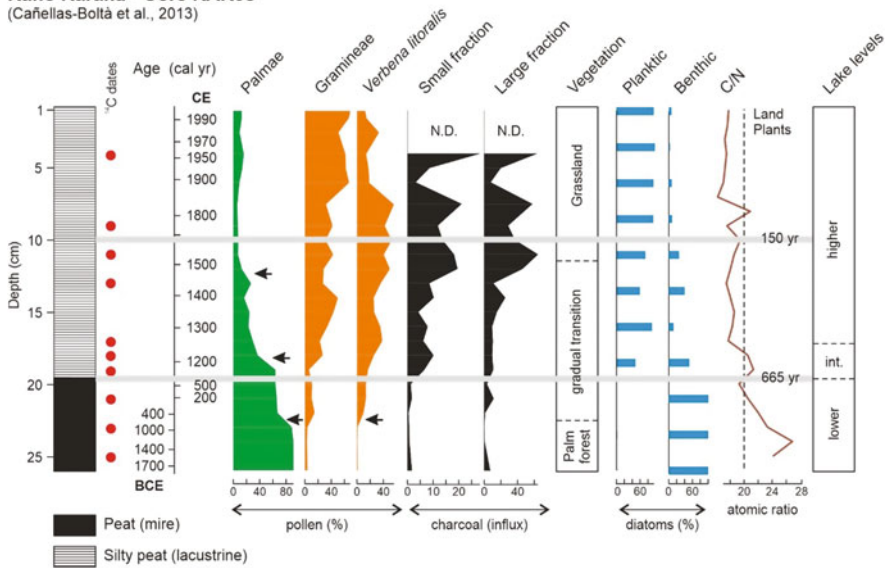 (Cañellas-Boltà et al., 2013)
Age (cal yr)
CE
¹⁴C dates
Palmae
Gramineae
Verbena litoralis
Small fraction
Large fraction
Vegetation
Planktic
Benthic
C/N
Lake levels
Depth (cm)
1
5
10
15
20
25
1990
1970
1950
1900
1800
1500
1400
1300
1200
500
200
400
1000
1400
1700
BCE
N.D.
N.D.
Land
Plants
150 yr
665 yr
Grassland
gradual transition
Palm
forest
higher
int.
lower
0 40 80
0 40
0 40
0 10 20
0 40
60
60
20 24 28
pollen (%)
charcoal (influx)
diatoms (%)
atomic ratio
Peat (mire)
Silty peat (lacustrine)